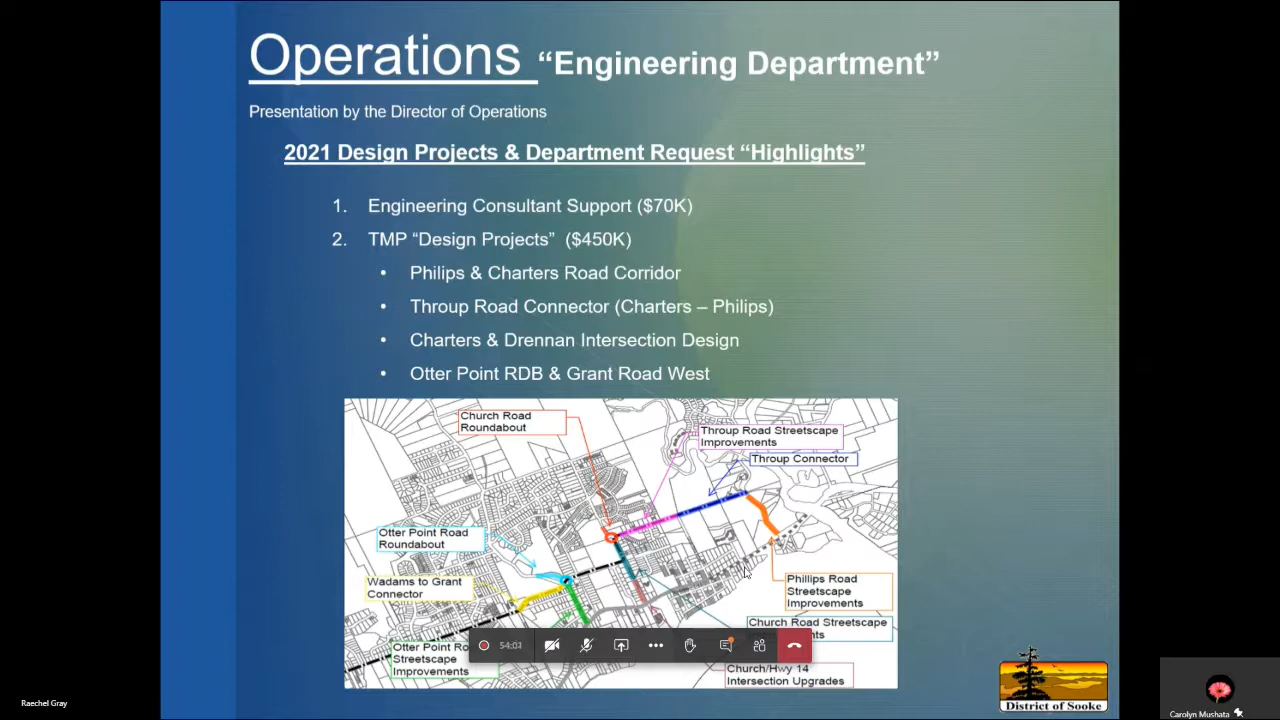 Operations "Engineering Department"
Presentation by the Director of Operations
2021 Design Projects & Department Request "Highlights"
1. Engineering Consultant Support ($70K)
2. TMP "Design Projects" ($450K)
• Philips & Charters Road Corridor
• Throup Road Connector (Charters – Philips)
• Charters & Drennan Intersection Design
• Otter Point RDB & Grant Road West
Church Road
Roundabout
Throup Road Streetscape
Improvements
Throup Connector
Otter Point Road
Roundabout
Wadams to Grant
Connector
Phillips Road
Streetscape
Improvements
Church Road Streetscape
Otter Point Ro
Streetscape
Improvements
Church/Hwy 14
Intersection Upgrades
54:03
District of Sooke
Raechel Gray
Carolyn Mushata